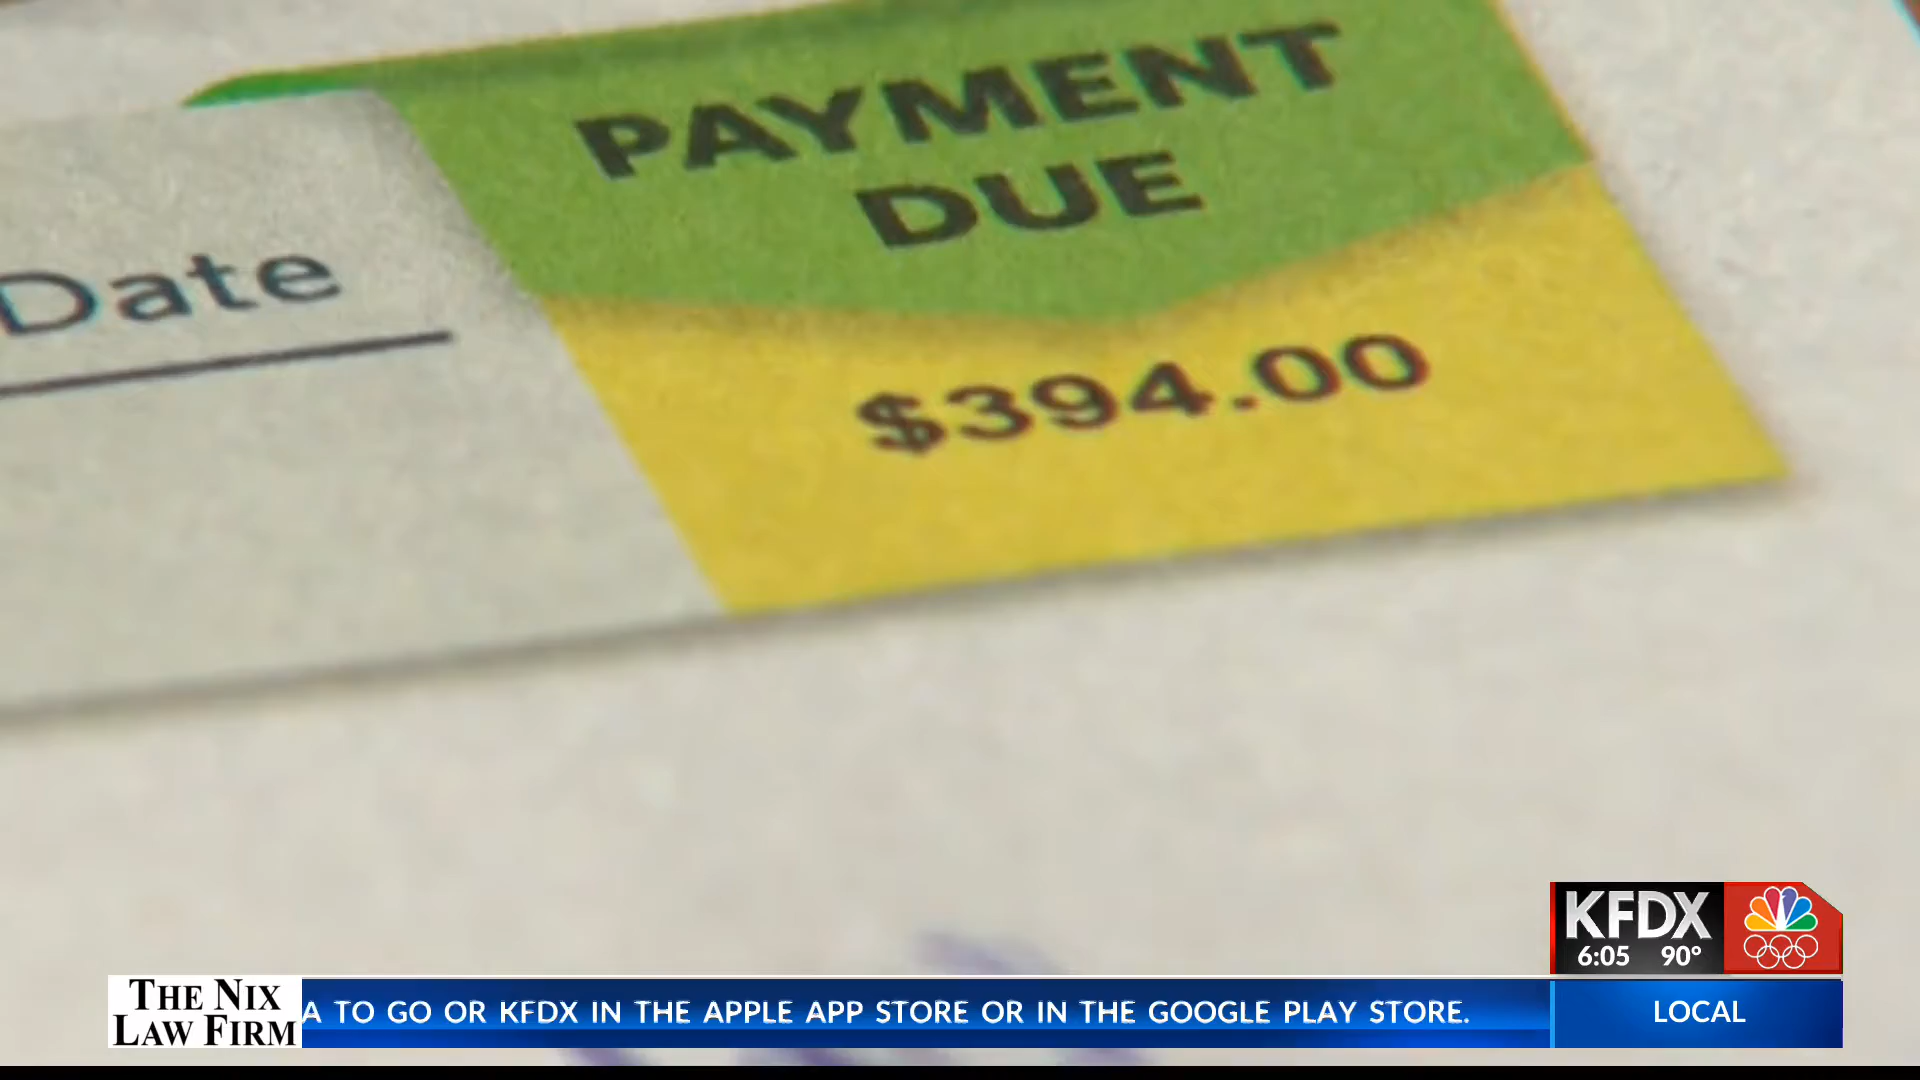 PAYMENT
DUE
Date
$394.00
KFDX
6:05 90°
THE NIX
LAW FIRM
A TO GO OR KFDX IN THE APPLE APP STORE OR IN THE GOOGLE PLAY STORE.
LOCAL